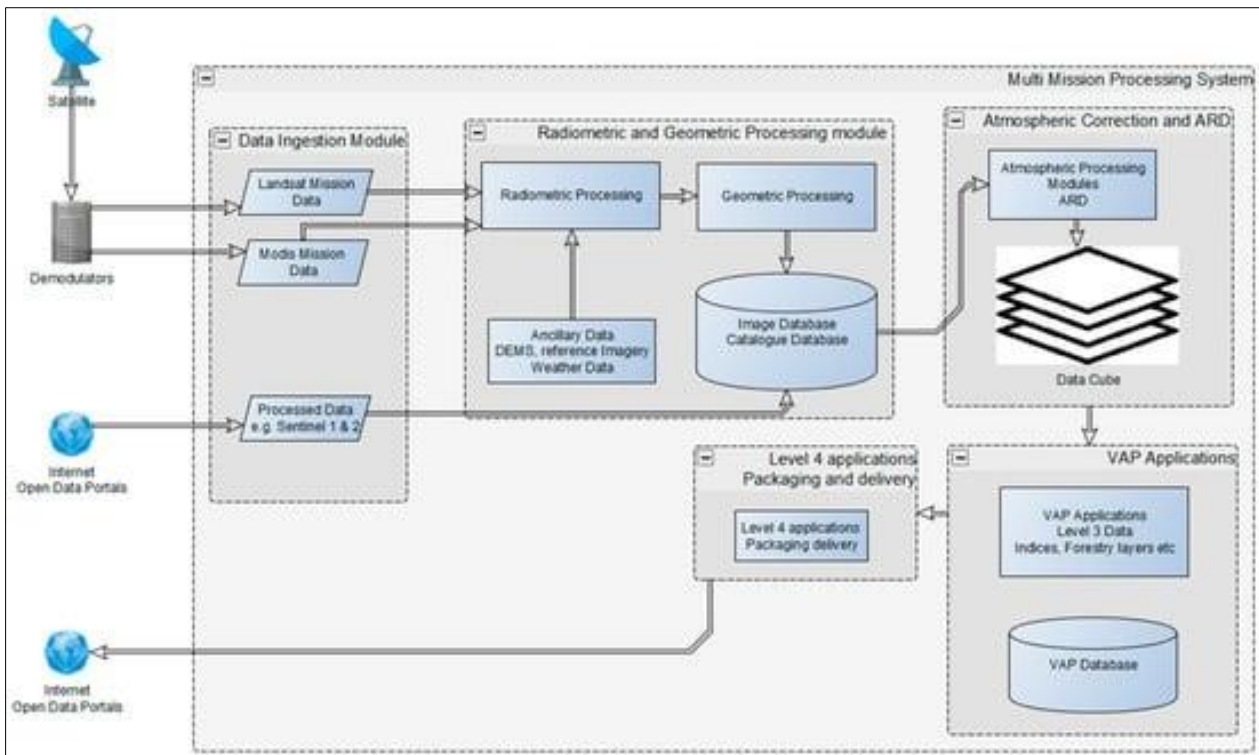 Satellite
Multi Mission Processing System
Data Ingestion Module
Radiometric and Geometric Processing module
Atmospheric Correction and ARD
Landsat Mission
Data
Radiometric Processing
Geometric Processing
Atmospheric Processing
Modules
ARD
Modis Mission
Data
Demodulators
Ancillary Data
DEMS, reference Imagery
Weather Data
Image Database
Catalogue Database
Data Cube
Processed Data
e.g. Sentinel 1 & 2
Internet
Open Data Portals
Level 4 applications
Packaging and delivery
VAP Applications
Level 4 applications
Packaging delivery
VAP Applications
Level 3 Data
Indices, Forestry layers etc
VAP Database
Internet
Open Data Portals